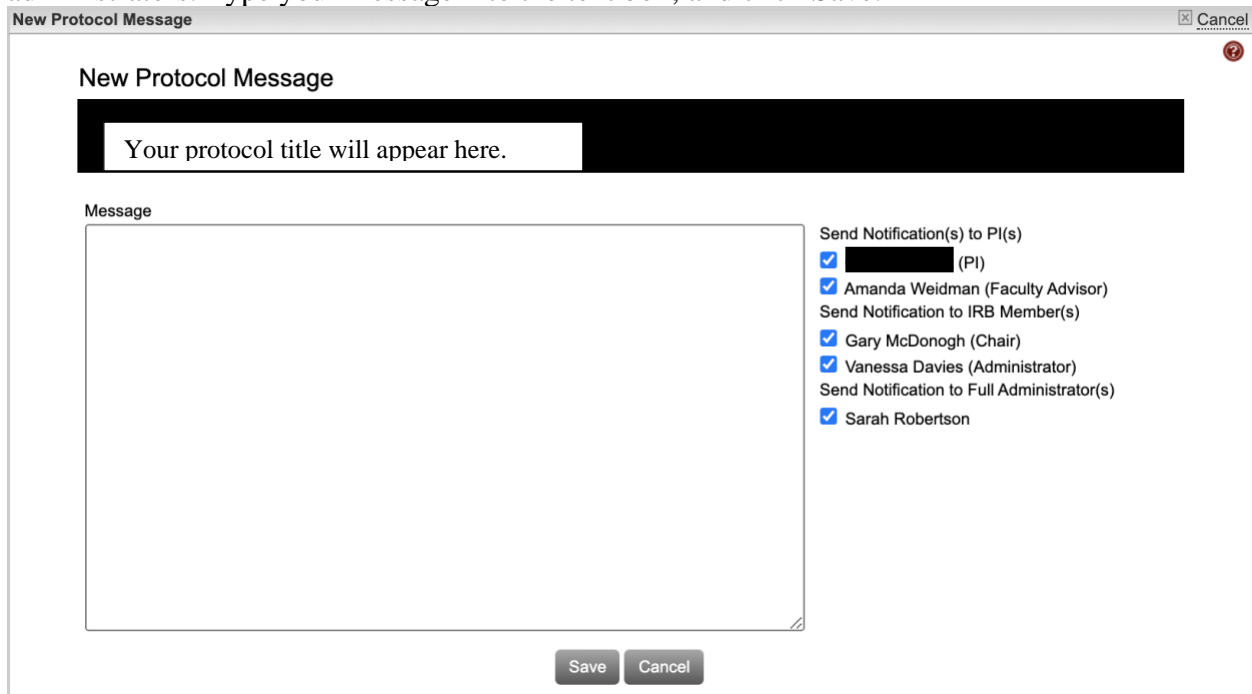 New Protocol Message
Cancel
New Protocol Message
Your protocol title will appear here.
Message
Send Notification(s) to PI(s)
(PI)
Amanda Weidman (Faculty Advisor)
Send Notification to IRB Member(s)
Gary McDonogh (Chair)
Vanessa Davies (Administrator)
Send Notification to Full Administrator(s)
Sarah Robertson
Save Cancel